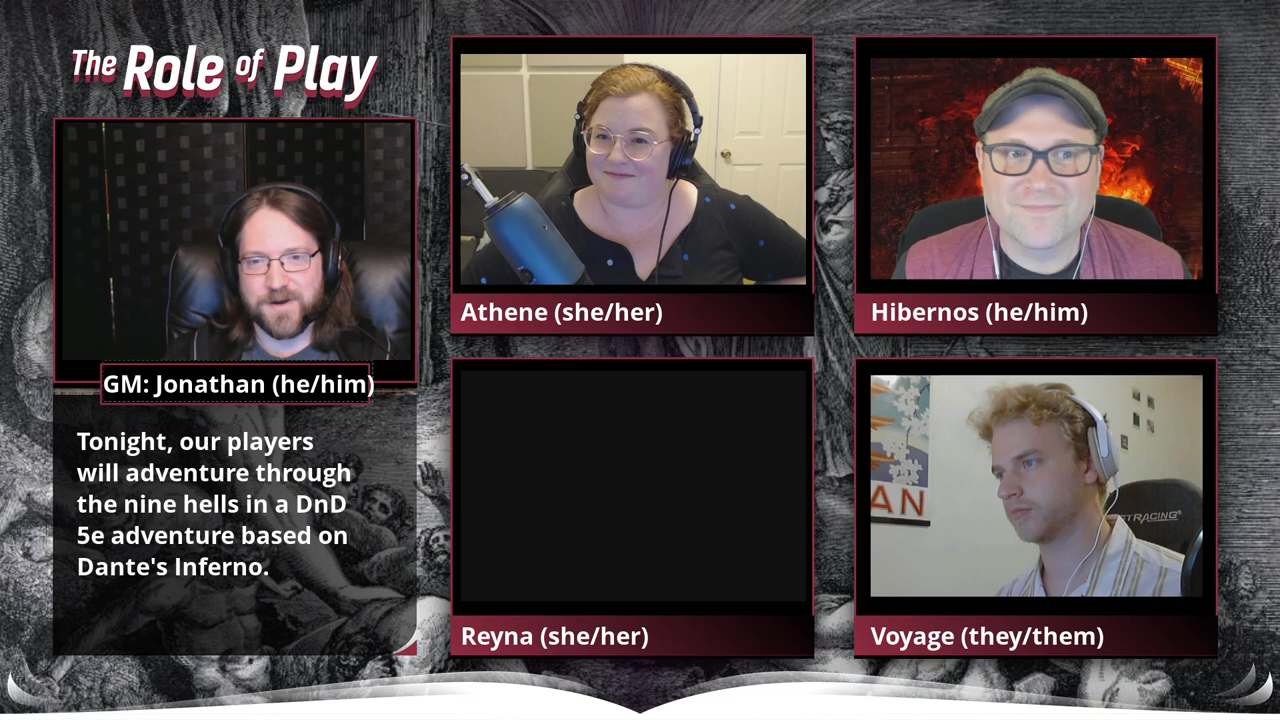 The Role of Play
GM: Jonathan (he/him)
Tonight, our players
will adventure through
the nine hells in a DnD
5e adventure based on
Dante's Inferno.
Athene (she/her)
Hibernos (he/him)
Reyna (she/her)
AN
TRACING
Voyage (they/them)